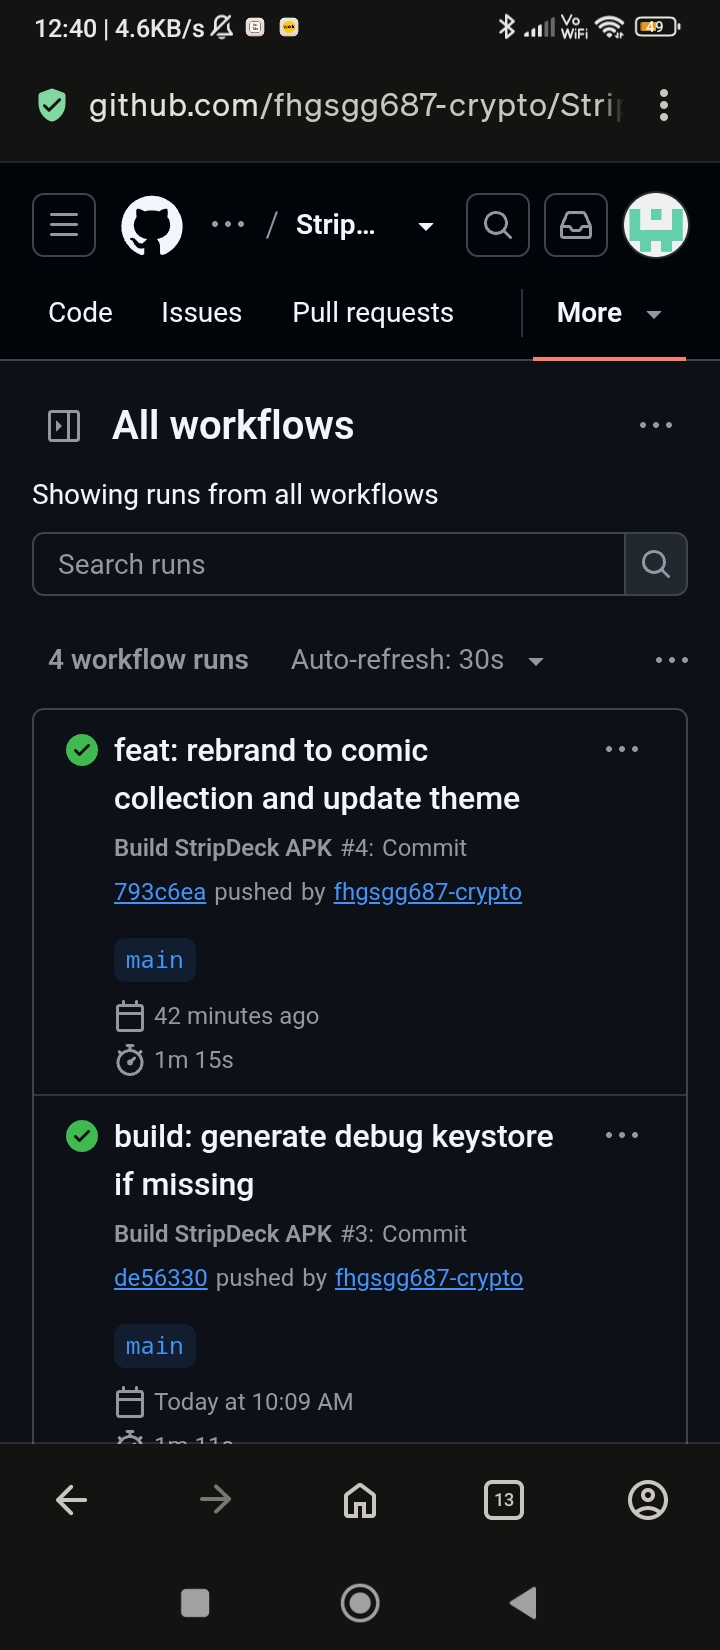 12:40 | 4.6KB/s
Vo
WiFi
49
github.com/fhgsgg687-crypto/Strip
/ Strip...
Code Issues Pull requests More
All workflows
Showing runs from all workflows
Search runs
4 workflow runs Auto-refresh: 30s
feat: rebrand to comic
collection and update theme
Build StripDeck APK #4: Commit
793c6ea pushed by fhgsgg687-crypto
main
42 minutes ago
1m 15s
build: generate debug keystore
if missing
Build StripDeck APK #3: Commit
de56330 pushed by fhgsgg687-crypto
main
Today at 10:09 AM
1m 11s
13